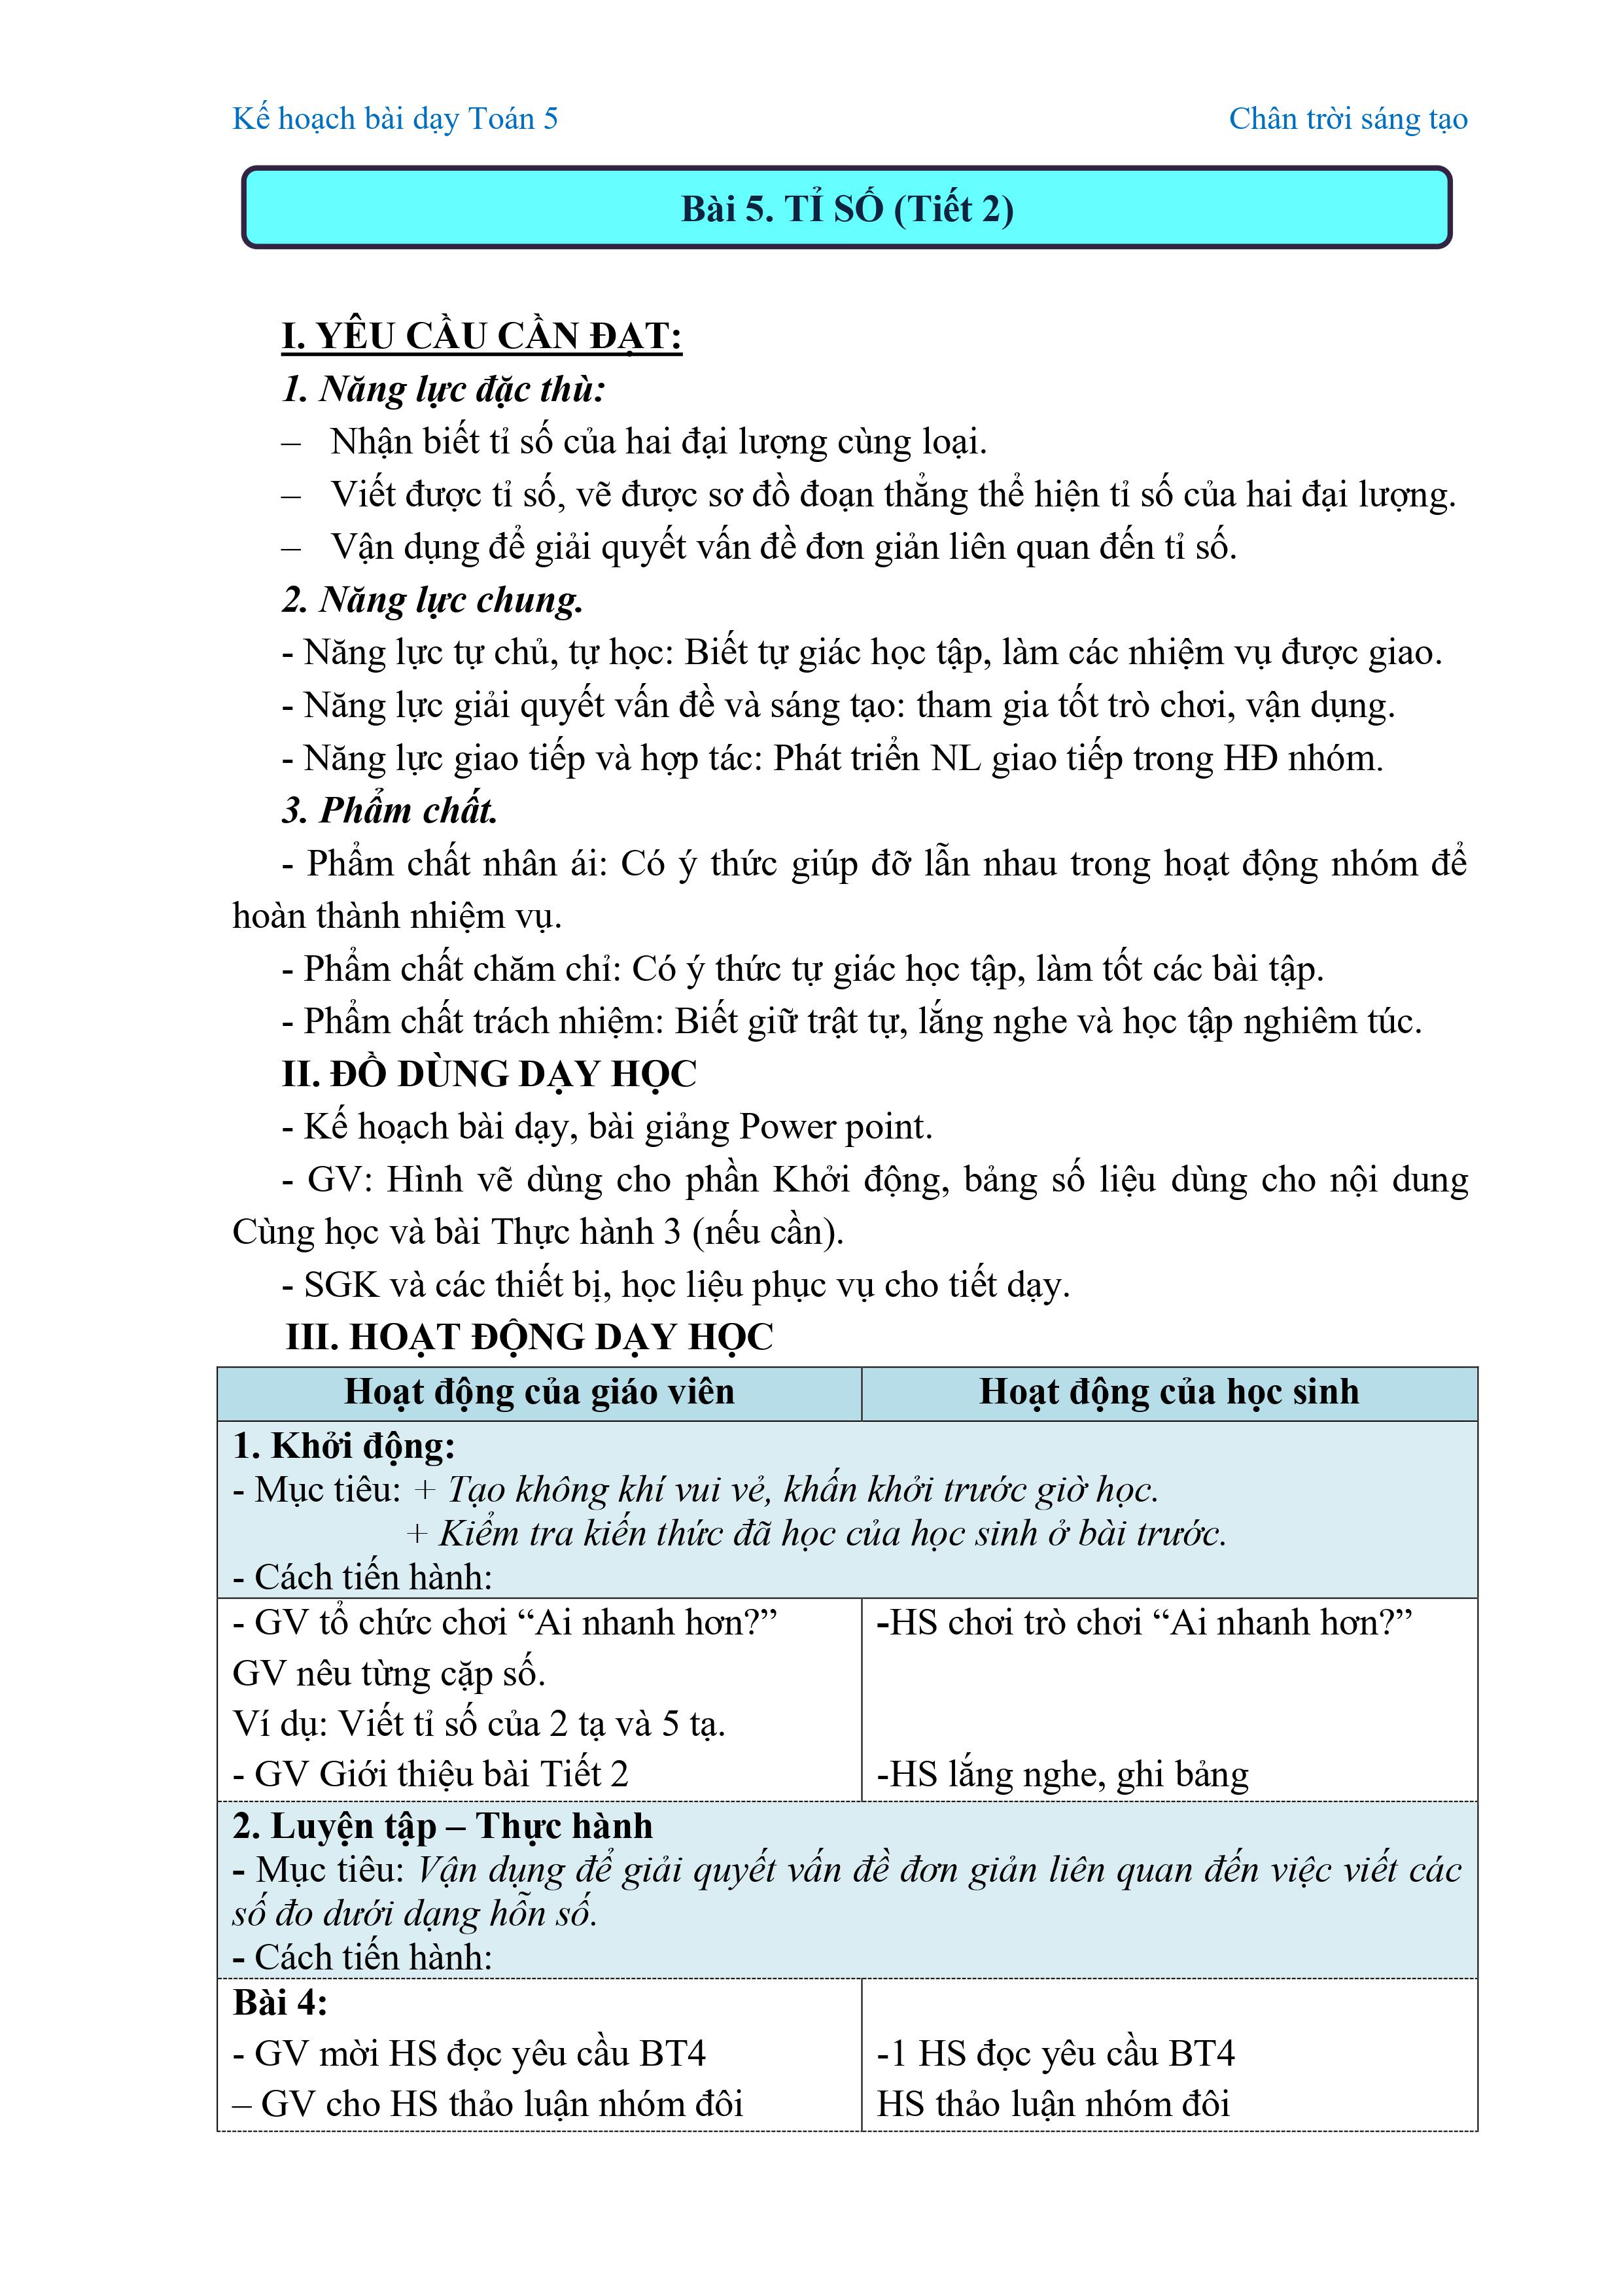 Kế hoạch bài dạy Toán 5
Chân trời sáng tạo
Bài 5. TỈ SỐ (Tiết 2)
I. YÊU CẦU CẦN ĐẠT:
1. Năng lực đặc thù:
– Nhận biết tỉ số của hai đại lượng cùng loại.
– Viết được tỉ số, vẽ được sơ đồ đoạn thẳng thể hiện tỉ số của hai đại lượng.
– Vận dụng để giải quyết vấn đề đơn giản liên quan đến tỉ số.
2. Năng lực chung.
- Năng lực tự chủ, tự học: Biết tự giác học tập, làm các nhiệm vụ được giao.
- Năng lực giải quyết vấn đề và sáng tạo: tham gia tốt trò chơi, vận dụng.
- Năng lực giao tiếp và hợp tác: Phát triển NL giao tiếp trong HĐ nhóm.
3. Phẩm chất.
- Phẩm chất nhân ái: Có ý thức giúp đỡ lẫn nhau trong hoạt động nhóm để
hoàn thành nhiệm vụ.
- Phẩm chất chăm chỉ: Có ý thức tự giác học tập, làm tốt các bài tập.
- Phẩm chất trách nhiệm: Biết giữ trật tự, lắng nghe và học tập nghiêm túc.
II. ĐỒ DÙNG DẠY HỌC
- Kế hoạch bài dạy, bài giảng Power point.
- GV: Hình vẽ dùng cho phần Khởi động, bảng số liệu dùng cho nội dung
Cùng học và bài Thực hành 3 (nếu cần).
- SGK và các thiết bị, học liệu phục vụ cho tiết dạy.
III. HOẠT ĐỘNG DẠY HỌC
Hoạt động của giáo viên
Hoạt động của học sinh
1. Khởi động:
- Mục tiêu: + Tạo không khí vui vẻ, khấn khởi trước giờ học.
+ Kiểm tra kiến thức đã học của học sinh ở bài trước.
- Cách tiến hành:
- GV tổ chức chơi “Ai nhanh hơn?”
GV nêu từng cặp số.
Ví dụ: Viết tỉ số của 2 tạ và 5 tạ.
- GV Giới thiệu bài Tiết 2
-HS chơi trò chơi “Ai nhanh hơn?”
-HS lắng nghe, ghi bảng
2. Luyện tập – Thực hành
- Mục tiêu: Vận dụng để giải quyết vấn đề đơn giản liên quan đến việc viết các
số đo dưới dạng hỗn số.
- Cách tiến hành:
Bài 4:
- GV mời HS đọc yêu cầu BT4
– GV cho HS thảo luận nhóm đôi
-1 HS đọc yêu cầu BT4
HS thảo luận nhóm đôi